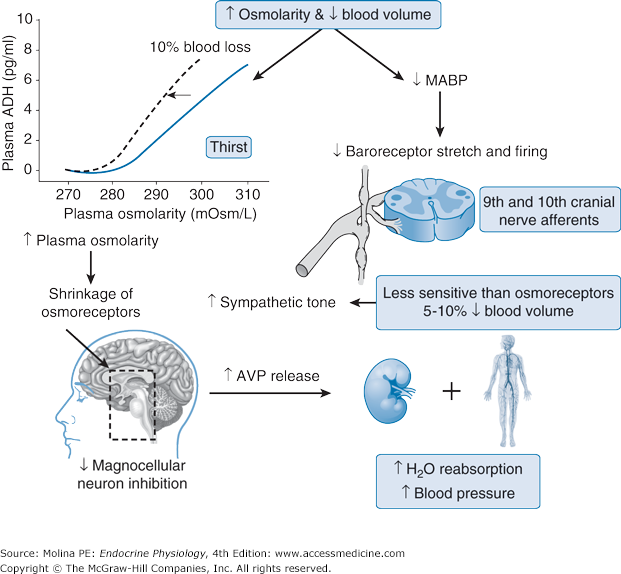 ↑ Osmolarity & ↓ blood volume
10
8
6
4
2
0
Plasma ADH (pg/ml)
10% blood loss
Thirst
270 280 290 300 310
Plasma osmolarity (mOsm/L)
↓ MABP
↓ Baroreceptor stretch and firing
9th and 10th cranial
nerve afferents
↑ Plasma osmolarity
Shrinkage of
osmoreceptors
↑ Sympathetic tone
Less sensitive than osmoreceptors
5-10% ↓ blood volume
↑ AVP release
+
↓ Magnocellular
neuron inhibition
↑ H₂O reabsorption
↑ Blood pressure
Source: Molina PE: Endocrine Physiology, 4th Edition: www.accessmedicine.com
Copyright © The McGraw-Hill Companies, Inc. All rights reserved.